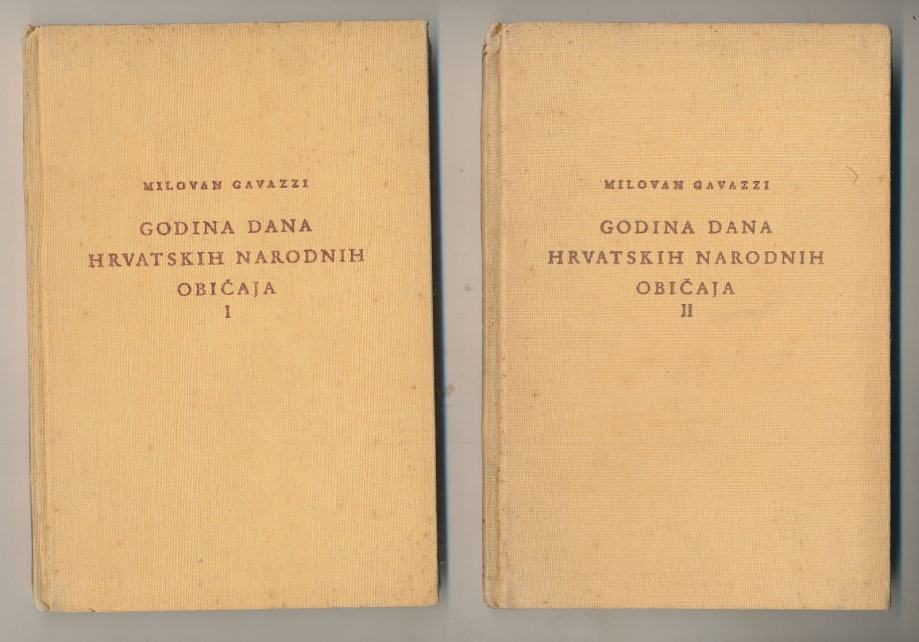 MILOVAN GAVAZZI
GODINA DANA
HRVATSKIH NARODNIH
OBIČAJA
I
MILOVAN GAVAZZI
GODINA DANA
HRVATSKIH NARODNIH
OBIČAJA
II